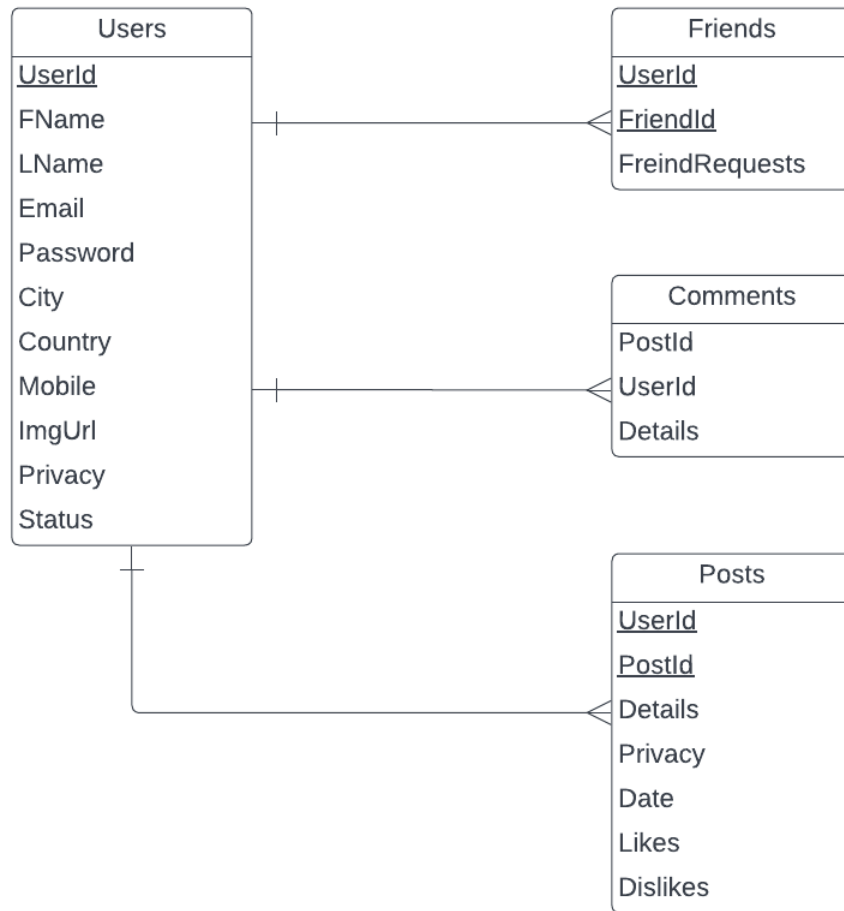 Users
UserId
FName
LName
Email
Password
City
Country
Mobile
ImgUrl
Privacy
Status
Friends
UserId
FriendId
FreindRequests
Comments
PostId
UserId
Details
Posts
UserId
PostId
Details
Privacy
Date
Likes
Dislikes